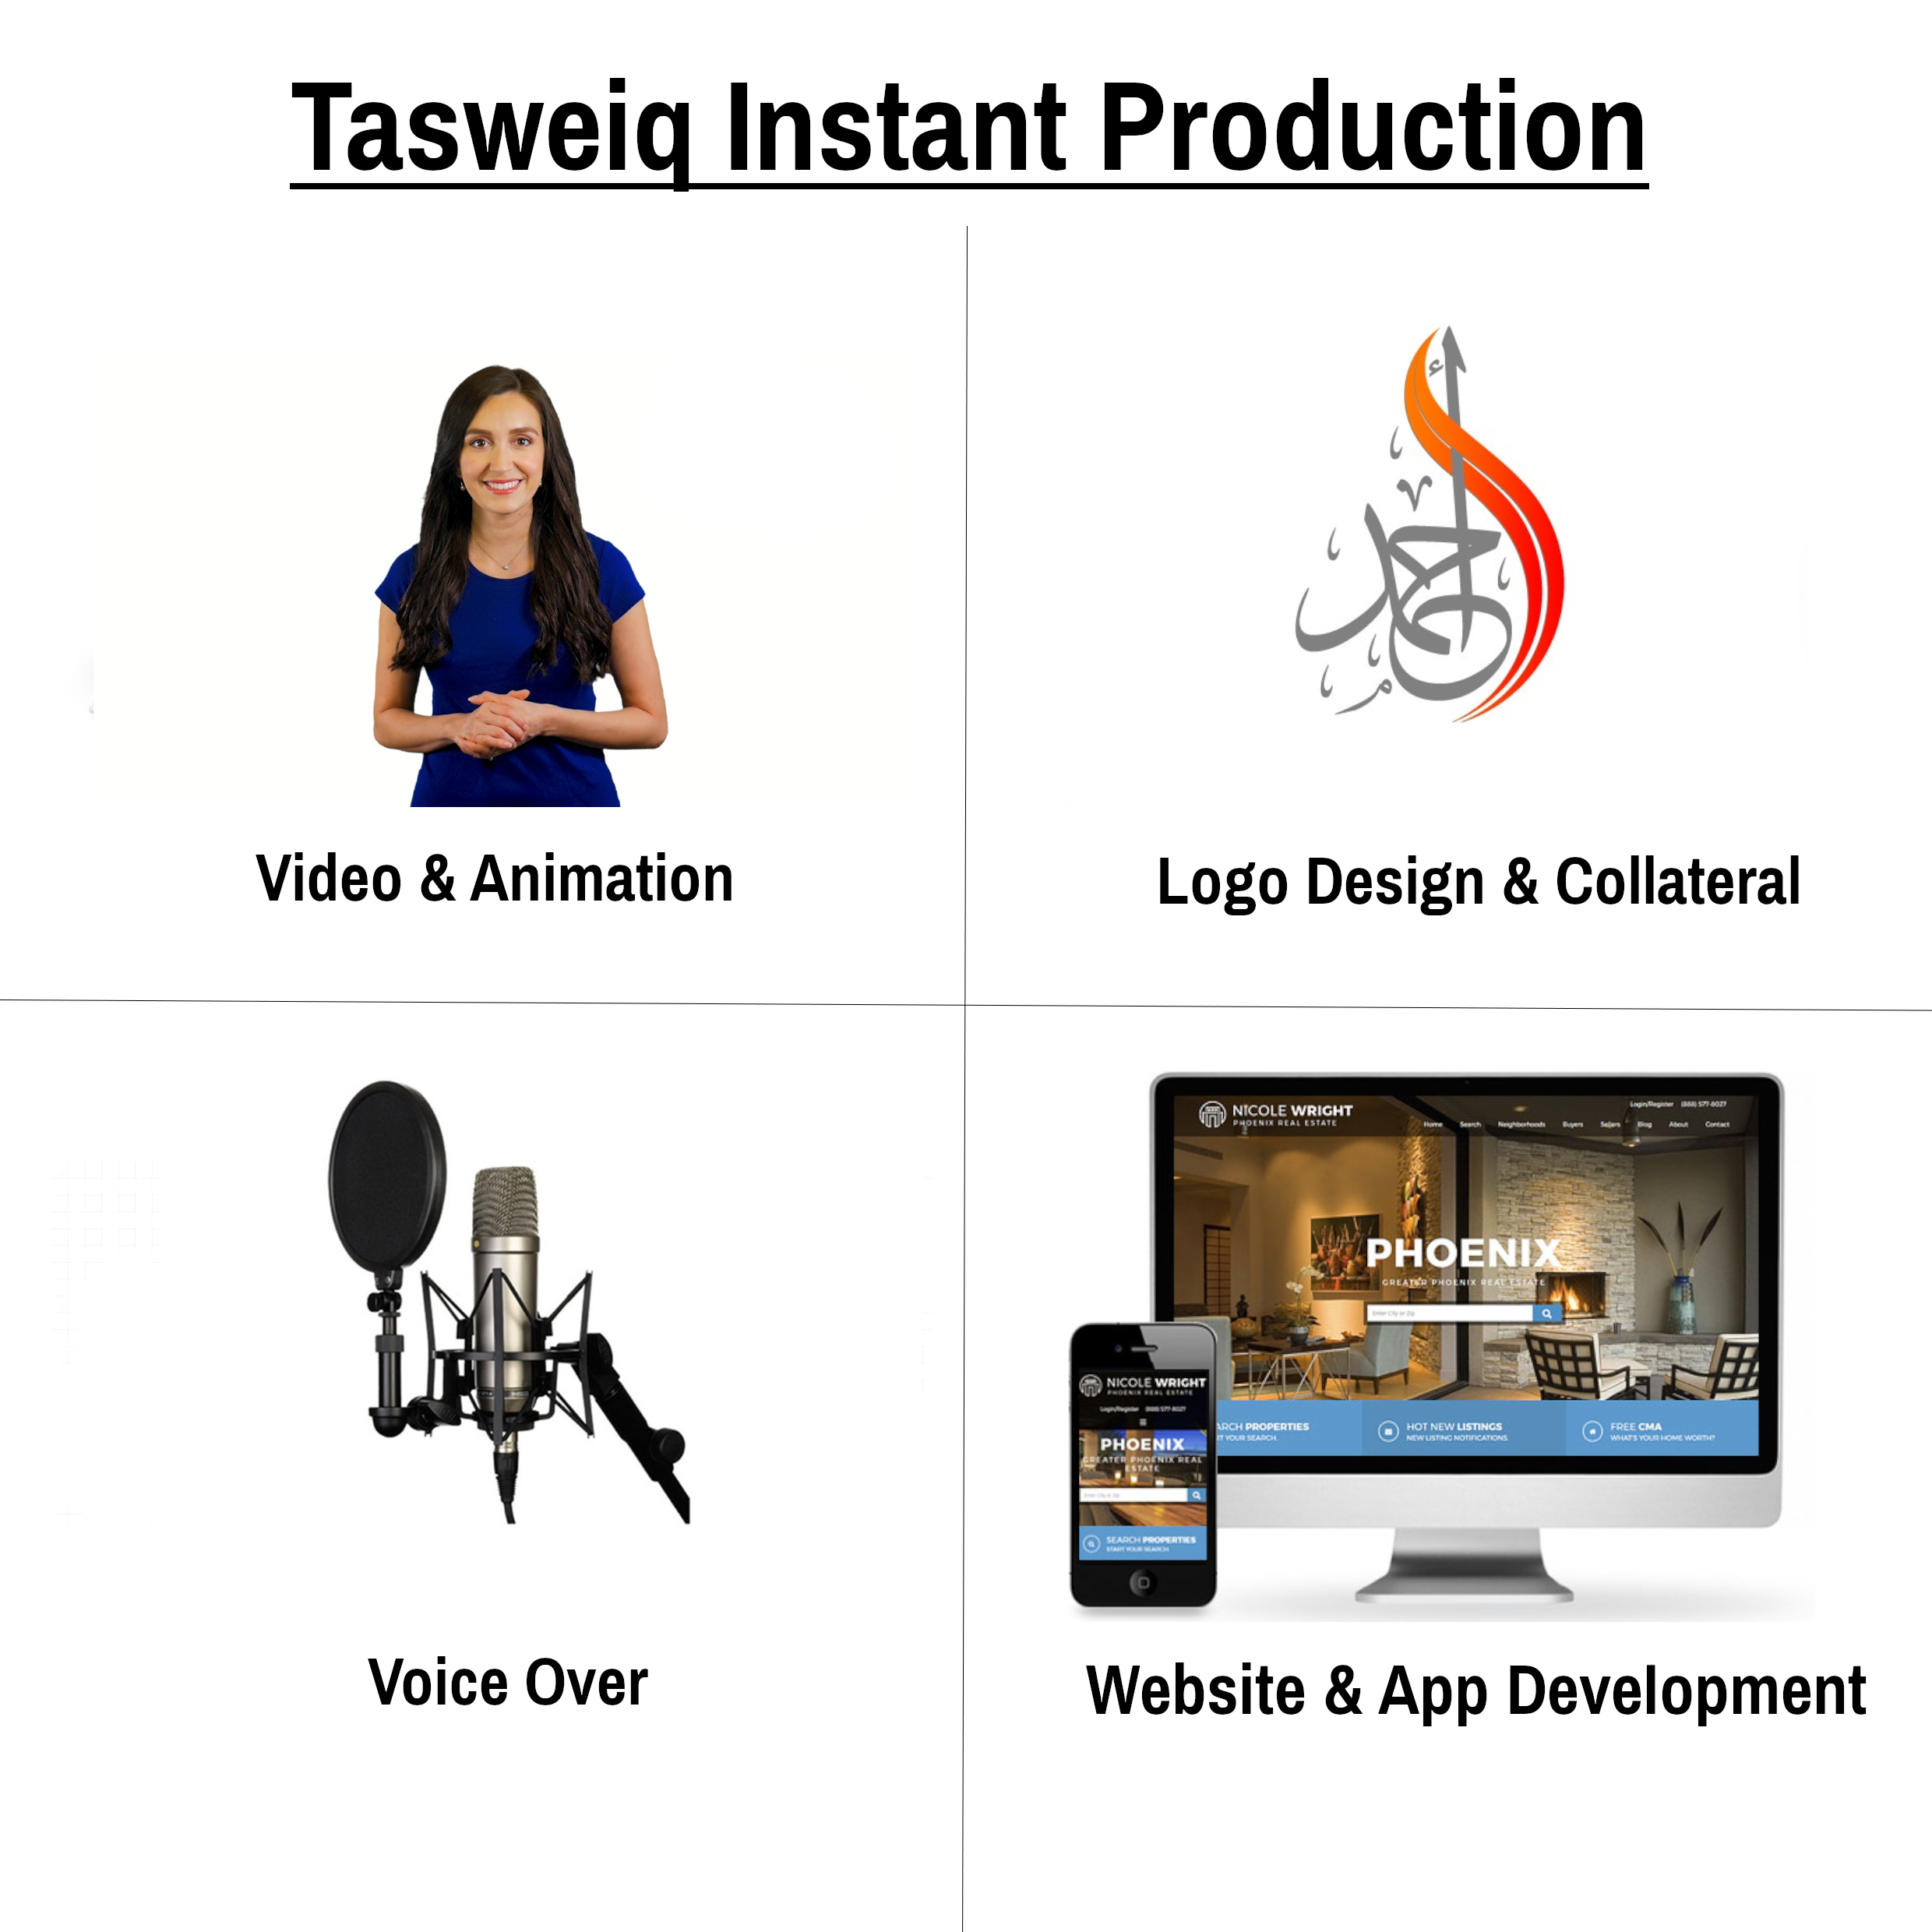 Tasweiq Instant Production
أحمد
Video & Animation
Logo Design & Collateral
NICOLE WRIGHT
PHOENIX REAL ESTATE
Login/Register (888) 577-8027
Home Search Neighborhoods Buyers Sellers Blog About Contact
PHOENIX
GREATER PHOENIX REAL ESTATE
Enter City or Zip
ARCH PROPERTIES
RT YOUR SEARCH.
HOT NEW LISTINGS
NEW LISTING NOTIFICATIONS.
FREE CMA
WHAT'S YOUR HOME WORTH?
NICOLE WRIGHT
PHOENIX REAL ESTATE
Login/Register (888) 577-8027
PHOENIX
GREATER PHOENIX REAL
ESTATE
Enter City or Zip
SEARCH PROPERTIES
START YOUR SEARCH.
Voice Over
Website & App Development